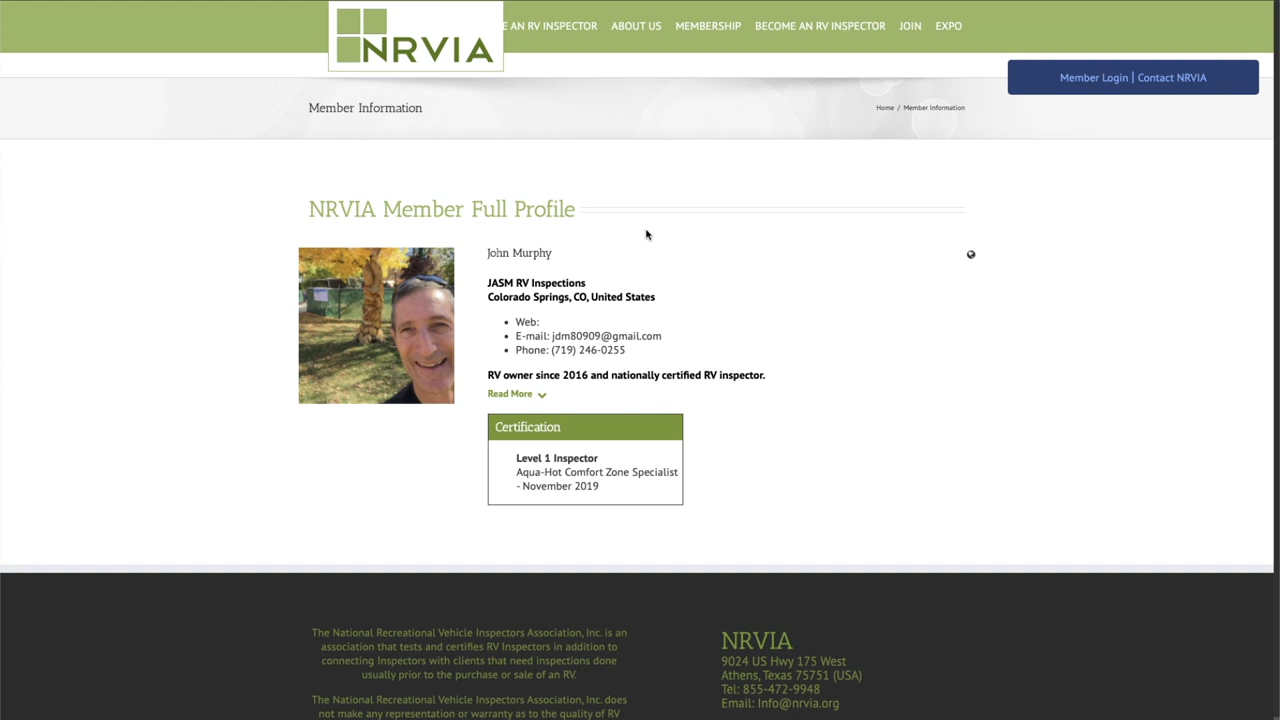 NRVIA
E AN RV INSPECTOR ABOUT US MEMBERSHIP BECOME AN RV INSPECTOR JOIN EXPO
Member Login | Contact NRVIA
Member Information
Home / Member Information
NRVIA Member Full Profile
John Murphy
JASM RV Inspections
Colorado Springs, CO, United States
• Web:
• E-mail: jdm80909@gmail.com
• Phone: (719) 246-0255
RV owner since 2016 and nationally certified RV inspector.
Read More
Certification
Level 1 Inspector
Aqua-Hot Comfort Zone Specialist
- November 2019
The National Recreational Vehicle Inspectors Association, Inc. is an
association that tests and certifies RV Inspectors in addition to
connecting Inspectors with clients that need inspections done
usually prior to the purchase or sale of an RV.
The National Recreational Vehicle Inspectors Association, Inc. does
not make any representation or warranty as to the quality of RV
NRVIA
9024 US Hwy 175 West
Athens, Texas 75751 (USA)
Tel: 855-472-9948
Email: Info@nrvia.org